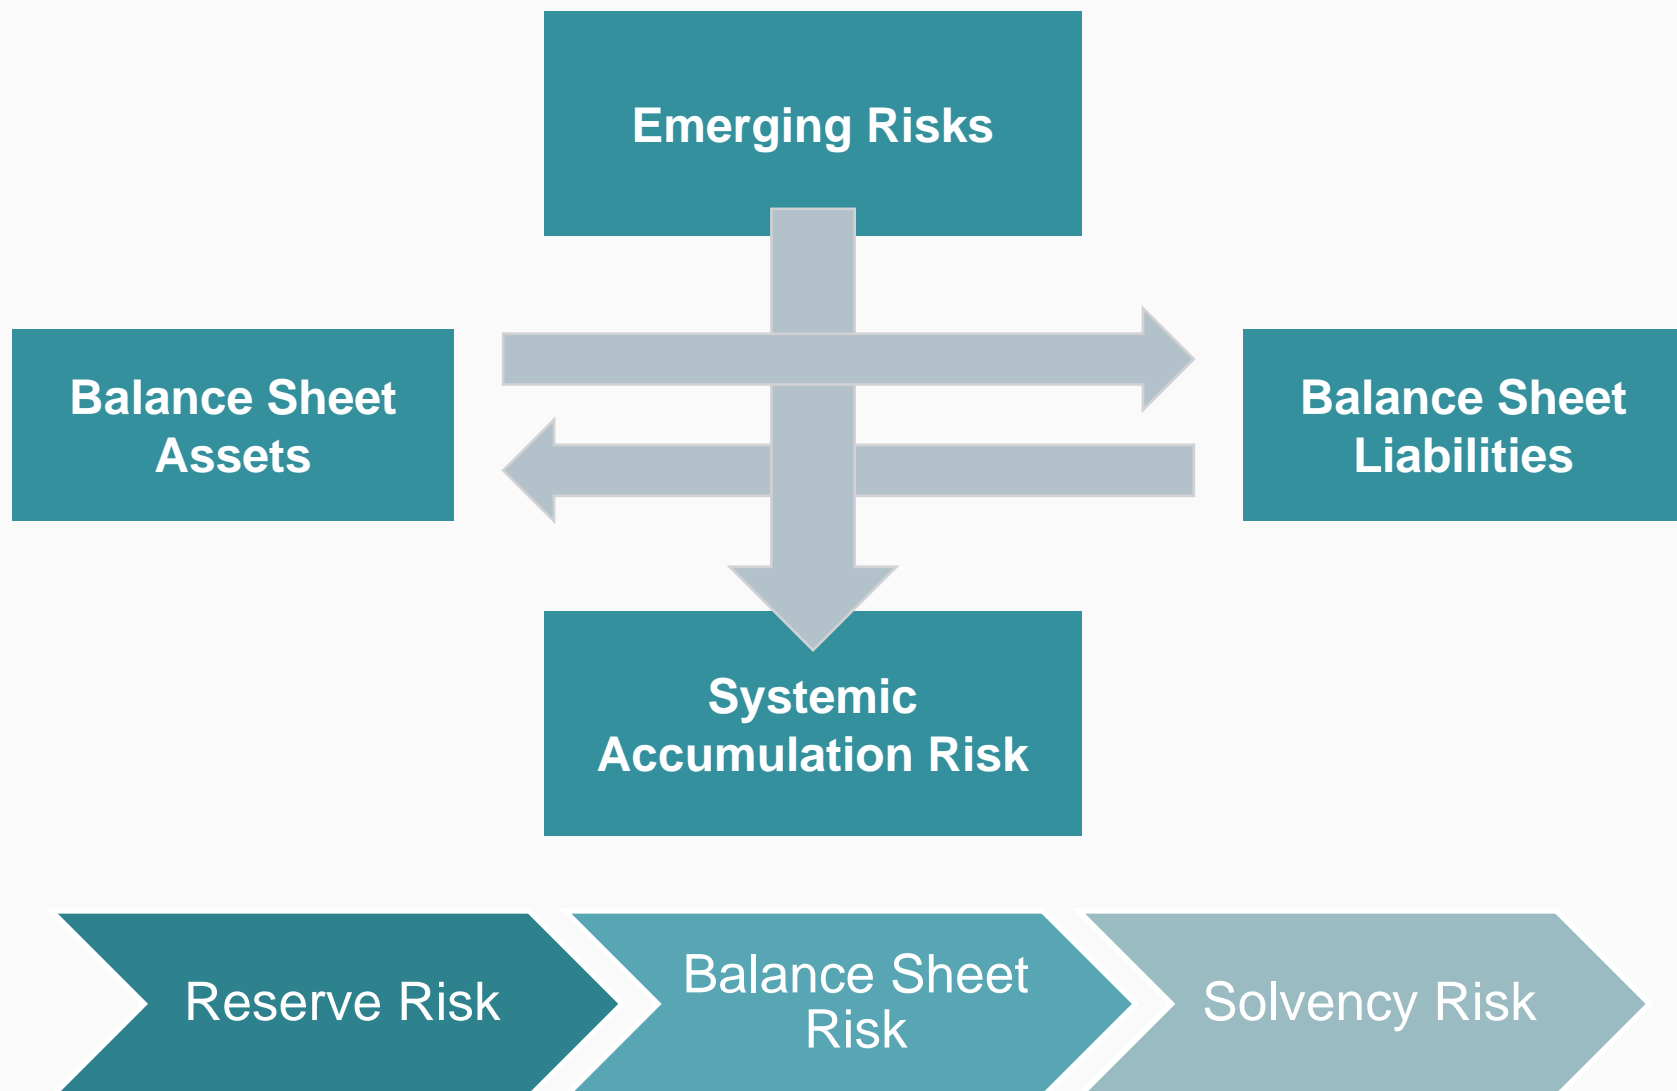 Emerging Risks
Balance Sheet
Assets
Balance Sheet
Liabilities
Systemic
Accumulation Risk
Reserve Risk
Balance Sheet
Risk
Solvency Risk